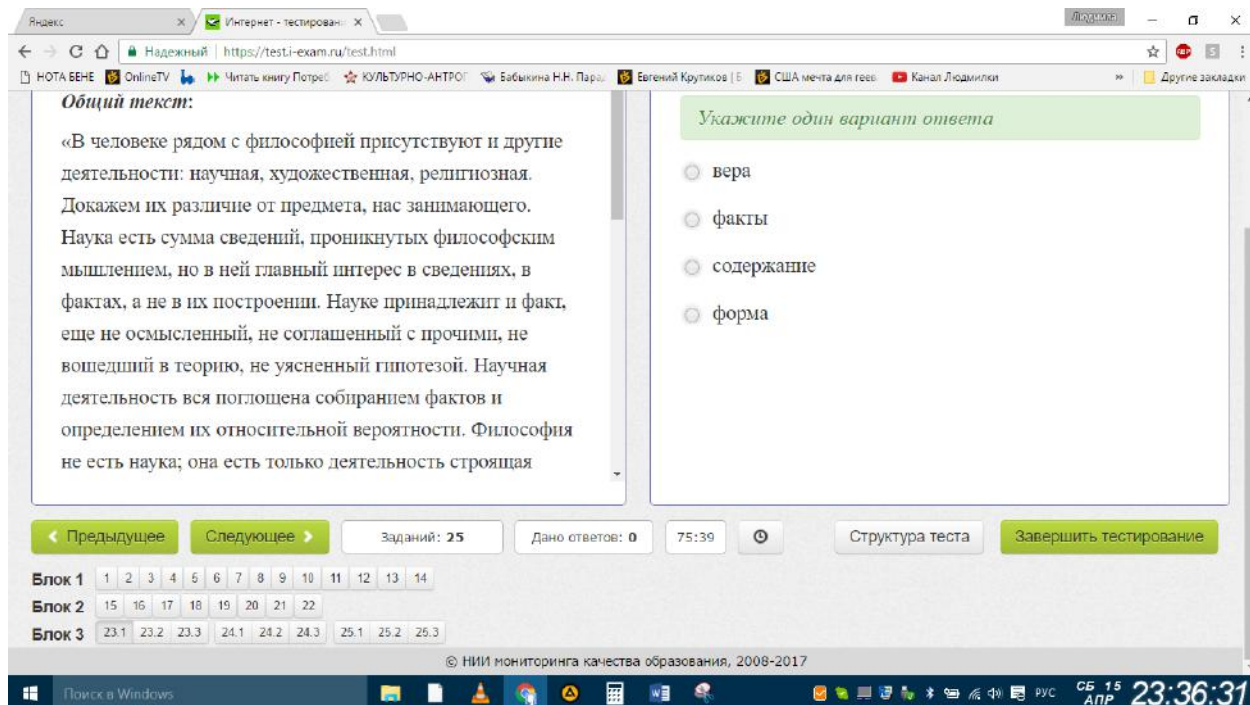 Яндекс
Интернет - тестирован
Людмила
Надежный https://test.i-exam.ru/test.html
НОТА БЕНЕ OnlineTV Читать книгу Потреб КУЛЬТУРНО-АНТРОГ Бабыкина Н.Н. Пара Евгений Крутиков | Б США мечта для геев Канал Людмилки » Другие закладки
Общий текст:
«В человеке рядом с философией присутствуют и другие
деятельности: научная, художественная, религиозная.
Докажем их различие от предмета, нас занимающего.
Наука есть сумма сведений, проникнутых философским
мышлением, но в ней главный интерес в сведениях, в
фактах, а не в их построении. Науке принадлежит и факт,
еще не осмысленный, не соглашенный с прочими, не
вошедший в теорию, не уясненный гипотезой. Научная
деятельность вся поглощена собиранием фактов и
определением их относительной вероятности. Философия
не есть наука; она есть только деятельность строящая
Укажите один вариант ответа
вера
факты
содержание
форма
Предыдущее Следующее Заданий: 25 Дано ответов: 0 75:39 Структура теста Завершить тестирование
Блок 1 1 2 3 4 5 6 7 8 9 10 11 12 13 14
Блок 2 15 16 17 18 19 20 21 22
Блок 3 23.1 23.2 23.3 24.1 24.2 24.3 25.1 25.2 25.3
© НИИ мониторинга качества образования, 2008-2017
Поиск в Windows РУС СБ 15 АПР 23:36:31